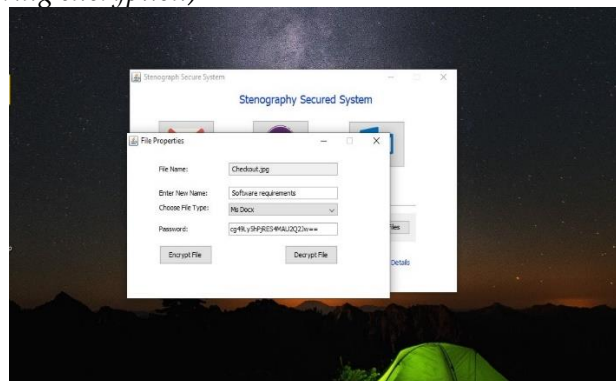 Stenograph Secure System
Stenography Secured System
File Properties
File Name: Checkout.jpg
Enter New Name: Software requirements
Choose File Type: Ms Docx
Password:
Encrypt File Decrypt File
Details